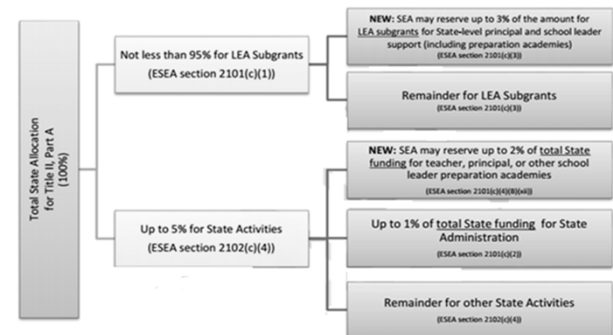 Total State Allocation
for Title II, Part A
(100%)
Not less than 95% for LEA Subgrants
(ESEA section 2101(c)(1))
NEW: SEA may reserve up to 3% of the amount for
LEA subgrants for State-level principal and school leader
support (including preparation academies)
(ESEA section 2101(c)(3))
Remainder for LEA Subgrants
(ESEA section 2101(c)(3))
Up to 5% for State Activities
(ESEA section 2102(c)(4))
NEW: SEA may reserve up to 2% of total State
funding for teacher, principal, or other school
leader preparation academies
(ESEA section 2101(c)(4)(B)(xii))
Up to 1% of total State funding for State
Administration
(ESEA section 2101(c)(2))
Remainder for other State Activities
(ESEA section 2102(c)(4))